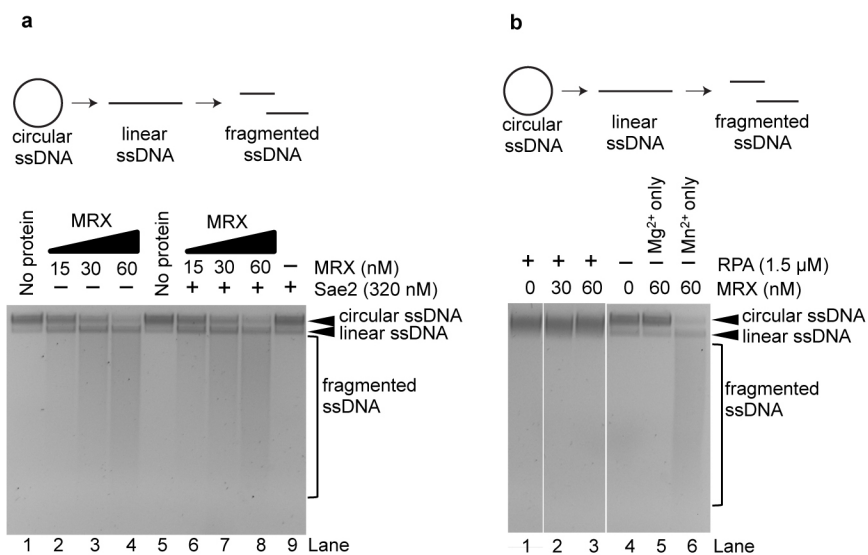 a
circular
ssDNA
linear
ssDNA
fragmented
ssDNA
No protein
MRX
No protein
MRX
15 30 60 15 30 60 – MRX (nM)
– – – + + + + Sae2 (320 nM)
circular ssDNA
linear ssDNA
fragmented
ssDNA
1 2 3 4 5 6 7 8 9 Lane
b
circular
ssDNA
linear
ssDNA
fragmented
ssDNA
Mg²⁺ only
Mn²⁺ only
+ + + – – – RPA (1.5 µM)
0 30 60 0 60 60 MRX (nM)
circular ssDNA
linear ssDNA
fragmented
ssDNA
1 2 3 4 5 6 Lane